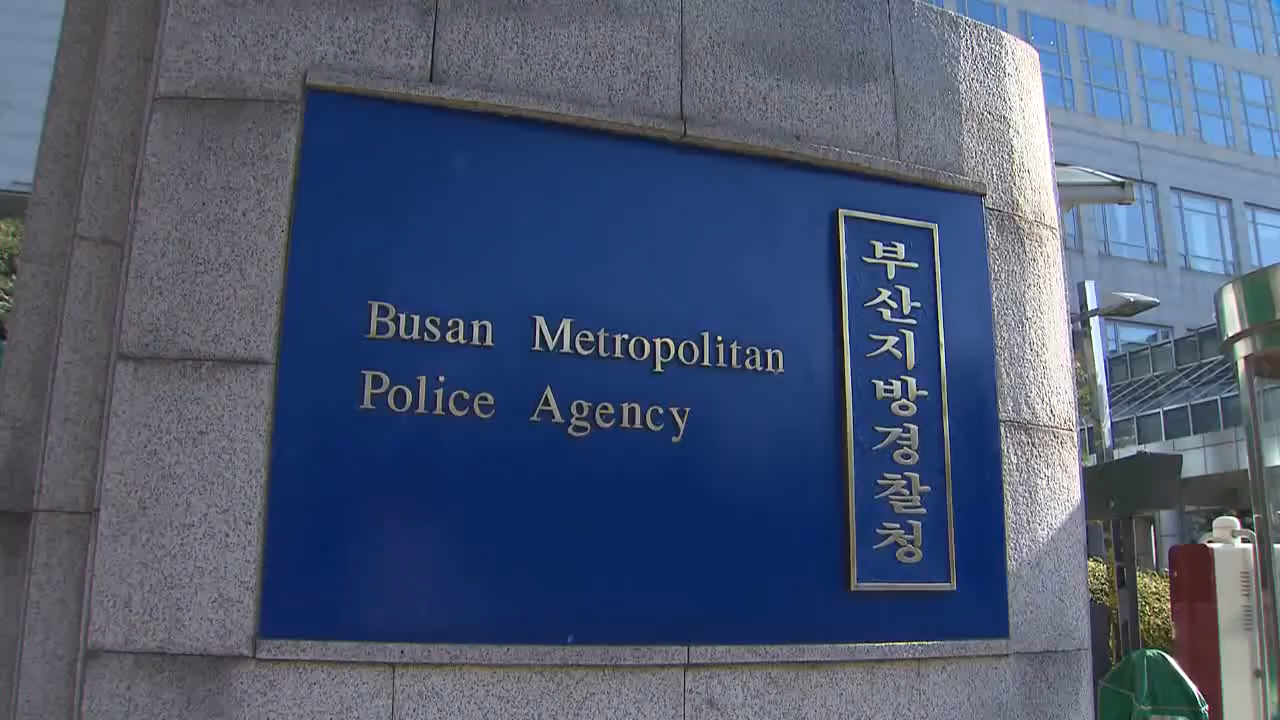 Busan Metropolitan
Police Agency
부산지방경찰청